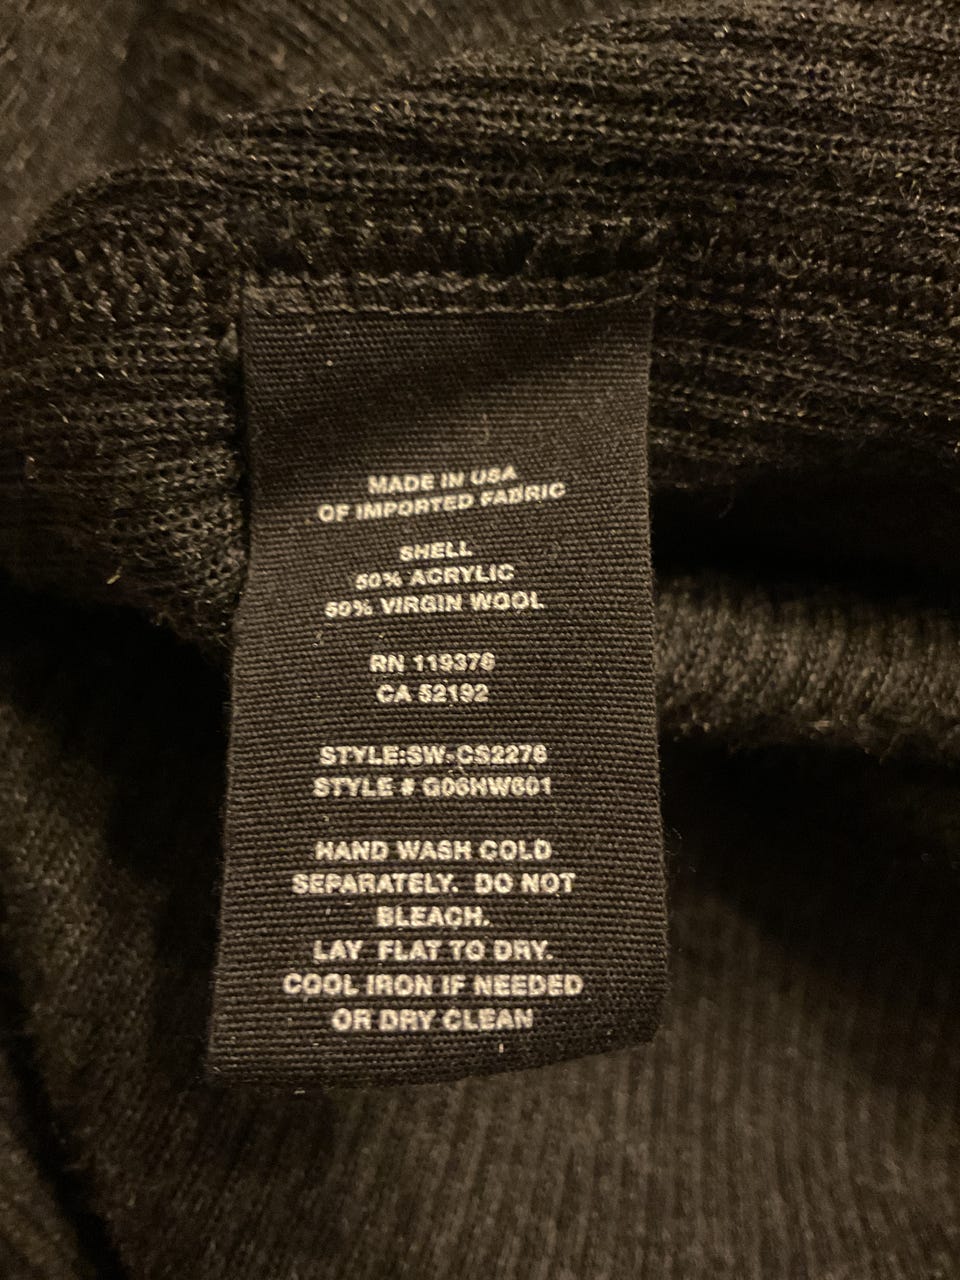 MADE IN USA
OF IMPORTED FABRIC
SHELL
50% ACRYLIC
50% VIRGIN WOOL
RN 119376
CA 52192
STYLE:SW-CS2276
STYLE # G06HW601
HAND WASH COLD
SEPARATELY. DO NOT
BLEACH.
LAY FLAT TO DRY.
COOL IRON IF NEEDED
OR DRY CLEAN